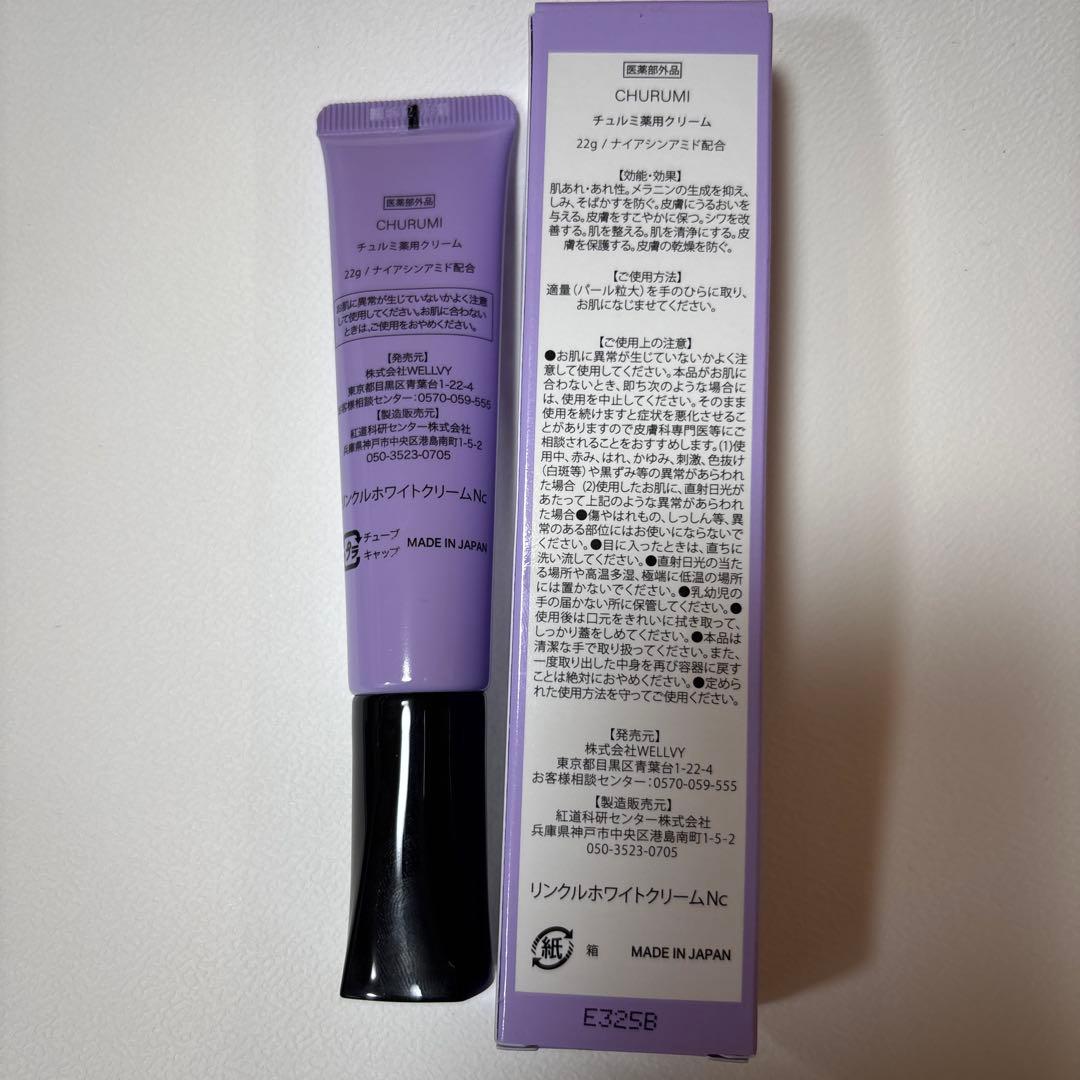 医薬部外品
CHURUMI
チュルミ薬用クリーム
22g / ナイアシンアミド配合
お肌に異常が生じていないかよく注意
して使用してください。お肌に合わない
ときは、ご使用をおやめください。
【発売元】
株式会社WELLVY
東京都目黒区青葉台1-22-4
お客様相談センター：0570-059-555
【製造販売元】
紅道科研センター株式会社
兵庫県神戸市中央区港島南町1-5-2
050-3523-0705
リンクルホワイトクリームNc
プラ
チューブ
キャップ
MADE IN JAPAN
医薬部外品
CHURUMI
チュルミ薬用クリーム
22g / ナイアシンアミド配合
【効能・効果】
肌あれ・あれ性。メラニンの生成を抑え、
しみ、そばかすを防ぐ。皮膚にうるおいを
与える。皮膚をすこやかに保つ。シワを改
善する。肌を整える。肌を清浄にする。皮
膚を保護する。皮膚の乾燥を防ぐ。
【ご使用方法】
適量（パール粒大）を手のひらに取り、
お肌になじませてください。
【ご使用上の注意】
●お肌に異常が生じていないかよく注
意して使用してください。本品がお肌に
合わないとき、即ち次のような場合に
は、使用を中止してください。そのまま
使用を続けますと症状を悪化させるこ
とがありますので皮膚科専門医等にご
相談されることをおすすめします。(1)使
用中、赤み、はれ、かゆみ、刺激、色抜け
（白斑等）や黒ずみ等の異常があらわれ
た場合 (2)使用したお肌に、直射日光が
あたって上記のような異常があらわれ
た場合●傷やはれもの、しっしん等、異
常のある部位にはお使いにならないで
ください。●目に入ったときは、直ちに
洗い流してください。●直射日光の当た
る場所や高温多湿、極端に低温の場所
には置かないでください。●乳幼児の
手の届かない所に保管してください。●
使用後は口元をきれいに拭き取って、
しっかり蓋をしめてください。●本品は
清潔な手で取り扱ってください。また、
一度取り出した中身を再び容器に戻す
ことは絶対におやめください。●定めら
れた使用方法を守ってご使用ください。
【発売元】
株式会社WELLVY
東京都目黒区青葉台1-22-4
お客様相談センター：0570-059-555
【製造販売元】
紅道科研センター株式会社
兵庫県神戸市中央区港島南町1-5-2
050-3523-0705
リンクルホワイトクリームNc
紙
箱
MADE IN JAPAN
E325B